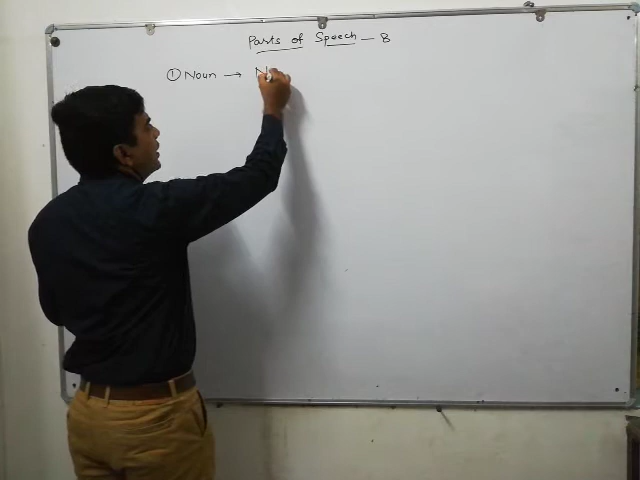 Parts of Speech – 8
① Noun → N